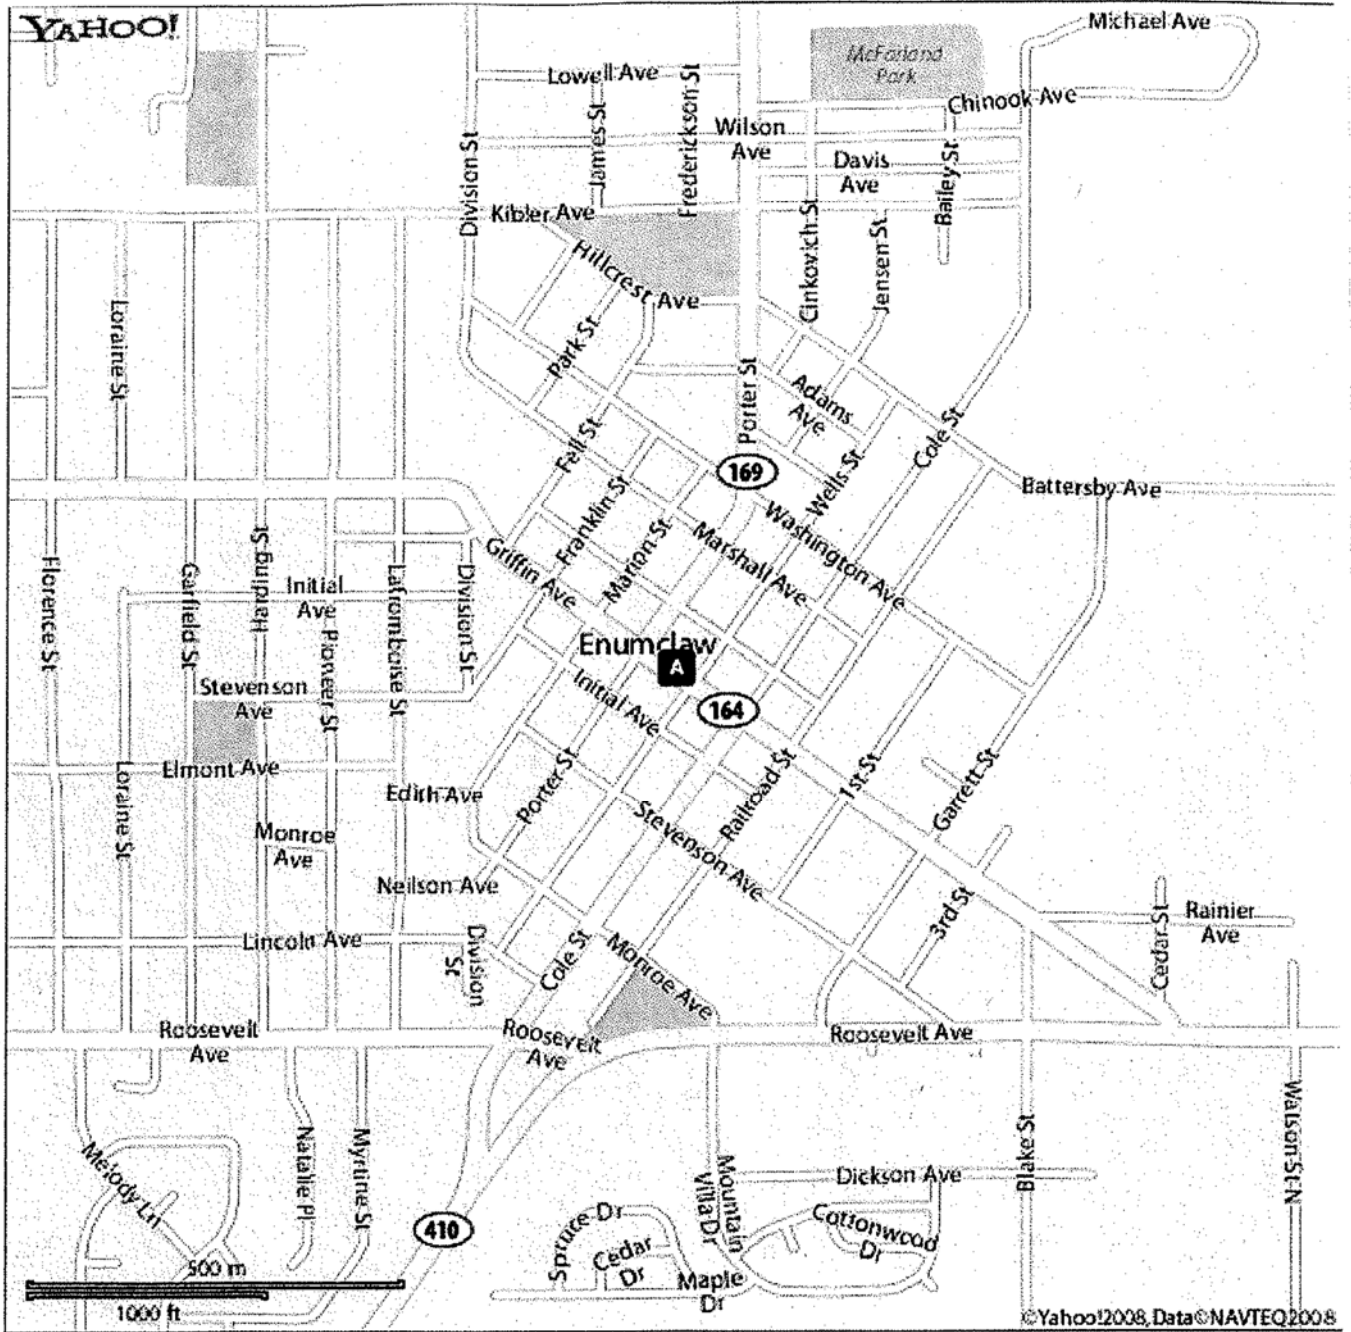 YAHOO!
Michael Ave
McFarland
Park
Lowell Ave
Fredericksen St
James St
Chinook Ave
Wilson
Ave
Division St
Davis
Ave
Bailey St
Kibler Ave
Cinkovich St
Jensen St
Hillcrest Ave
Loraine St
Park St
Porter St
Adams
Ave
Cole St
Fell St
169
Wells St
Battersby Ave
Franklin St
Marion St
Washington Ave
Marshall Ave
Griffin Ave
Florence St
Garfield St
Harding St
Initial
Ave
Pioneer St
Lafromboise St
Division St
Enumclaw
A
Stevenson
Ave
Initial Ave
164
Elmont Ave
Loraine St
Edith Ave
Porter St
Railroad St
1st St
Garrett St
Monroe
Ave
Stevenson Ave
Neilson Ave
3rd St
Cedar St
Rainier
Ave
Lincoln Ave
Division
St
Cole St
Monroe Ave
Roosevelt
Ave
Roosevelt
Ave
Roosevelt Ave
Melody Ln
Natalie Pl
Myrtine St
Mountain
Villa Dr
Dickson Ave
Blake St
Watson St N
410
Spruce Dr
Cedar
Dr
Cottonwood
Dr
Maple
Dr
500 m
1000 ft
©Yahoo!2008, Data©NAVTEQ2008